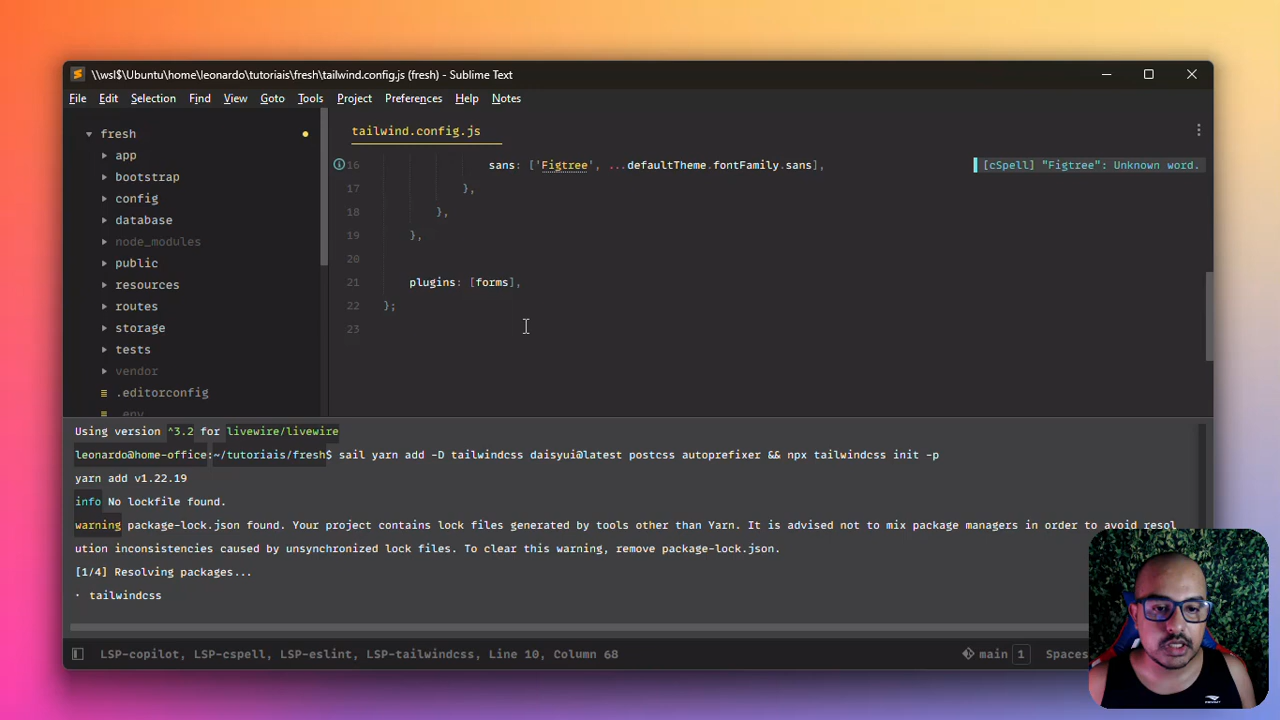 \\wsl$\Ubuntu\home\leonardo\tutoriais\fresh\tailwind.config.js (fresh) - Sublime Text
File Edit Selection Find View Goto Tools Project Preferences Help Notes
fresh
app
bootstrap
config
database
node_modules
public
resources
routes
storage
tests
vendor
.editorconfig
.env
tailwind.config.js
16 sans: ['Figtree', ...defaultTheme.fontFamily.sans], [cSpell] "Figtree": Unknown word.
17 },
18 },
19 },
20
21 plugins: [forms],
22 };
23
Using version ^3.2 for livewire/livewire
leonardo@home-office:~/tutoriais/fresh$ sail yarn add -D tailwindcss daisyui@latest postcss autoprefixer && npx tailwindcss init -p
yarn add v1.22.19
info No lockfile found.
warning package-lock.json found. Your project contains lock files generated by tools other than Yarn. It is advised not to mix package managers in order to avoid resol
ution inconsistencies caused by unsynchronized lock files. To clear this warning, remove package-lock.json.
[1/4] Resolving packages...
· tailwindcss
LSP-copilot, LSP-cspell, LSP-eslint, LSP-tailwindcss, Line 10, Column 68 main 1 Spaces